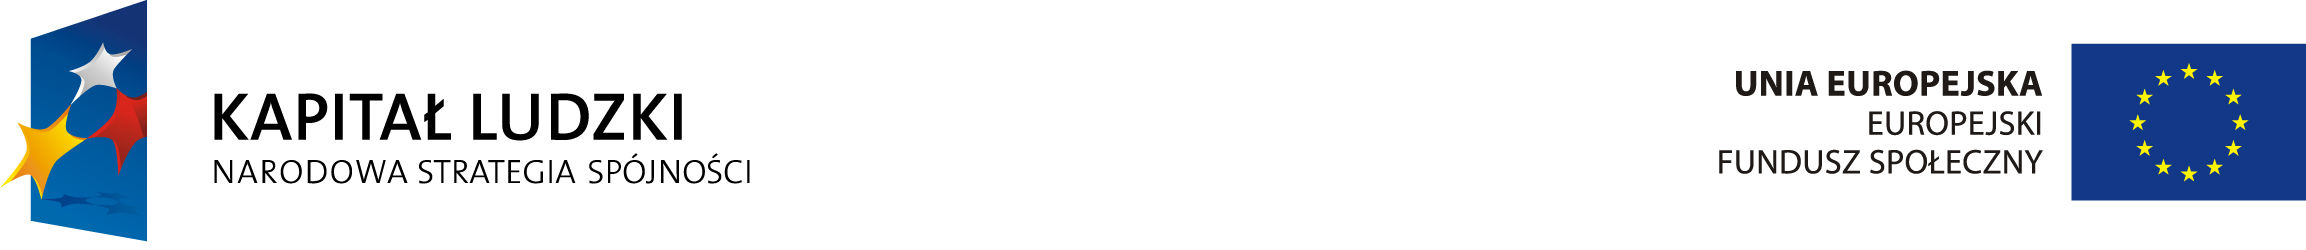 KAPITAŁ LUDZKI
NARODOWA STRATEGIA SPÓJNOŚCI
UNIA EUROPEJSKA
EUROPEJSKI
FUNDUSZ SPOŁECZNY